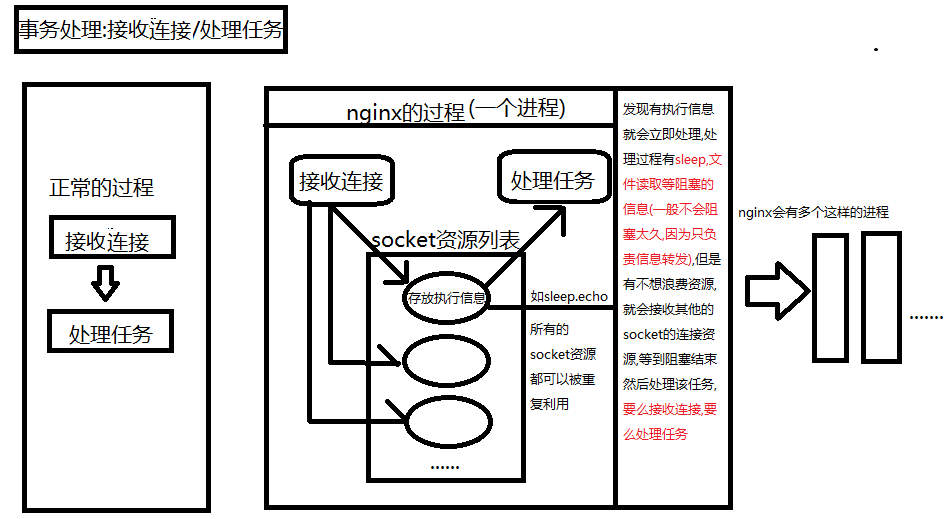 事务处理:接收连接/处理任务
正常的过程
接收连接
处理任务
nginx的过程(一个进程)
接收连接
处理任务
socket资源列表
存放执行信息
如sleep.echo
所有的
socket资源
都可以被重
复利用
......
发现有执行信息
就会立即处理,处
理过程有sleep,文
件读取等阻塞的
信息(一般不会阻
塞太久,因为只负
责信息转发),但是
有不想浪费资源,
就会接收其他的
socket的连接资
源,等到阻塞结束
然后处理该任务,
要么接收连接,要
么处理任务
nginx会有多个这样的进程
.......